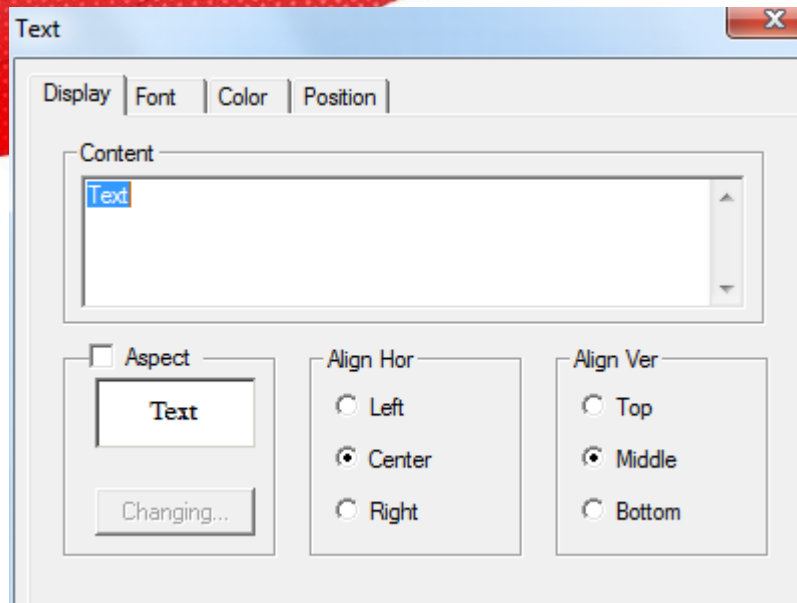 Text
X
Display Font Color Position
Content
Text
Aspect
Text
Changing...
Align Hor
Left
Center
Right
Align Ver
Top
Middle
Bottom